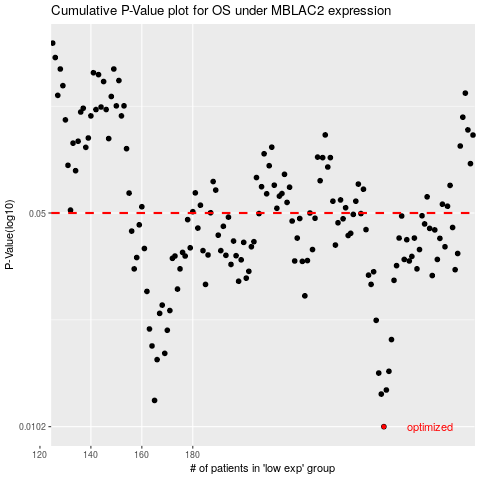 Cumulative P-Value plot for OS under MBLAC2 expression
P-Value(log10)
0.05
0.0102
optimized
120 140 160 180
# of patients in 'low exp' group